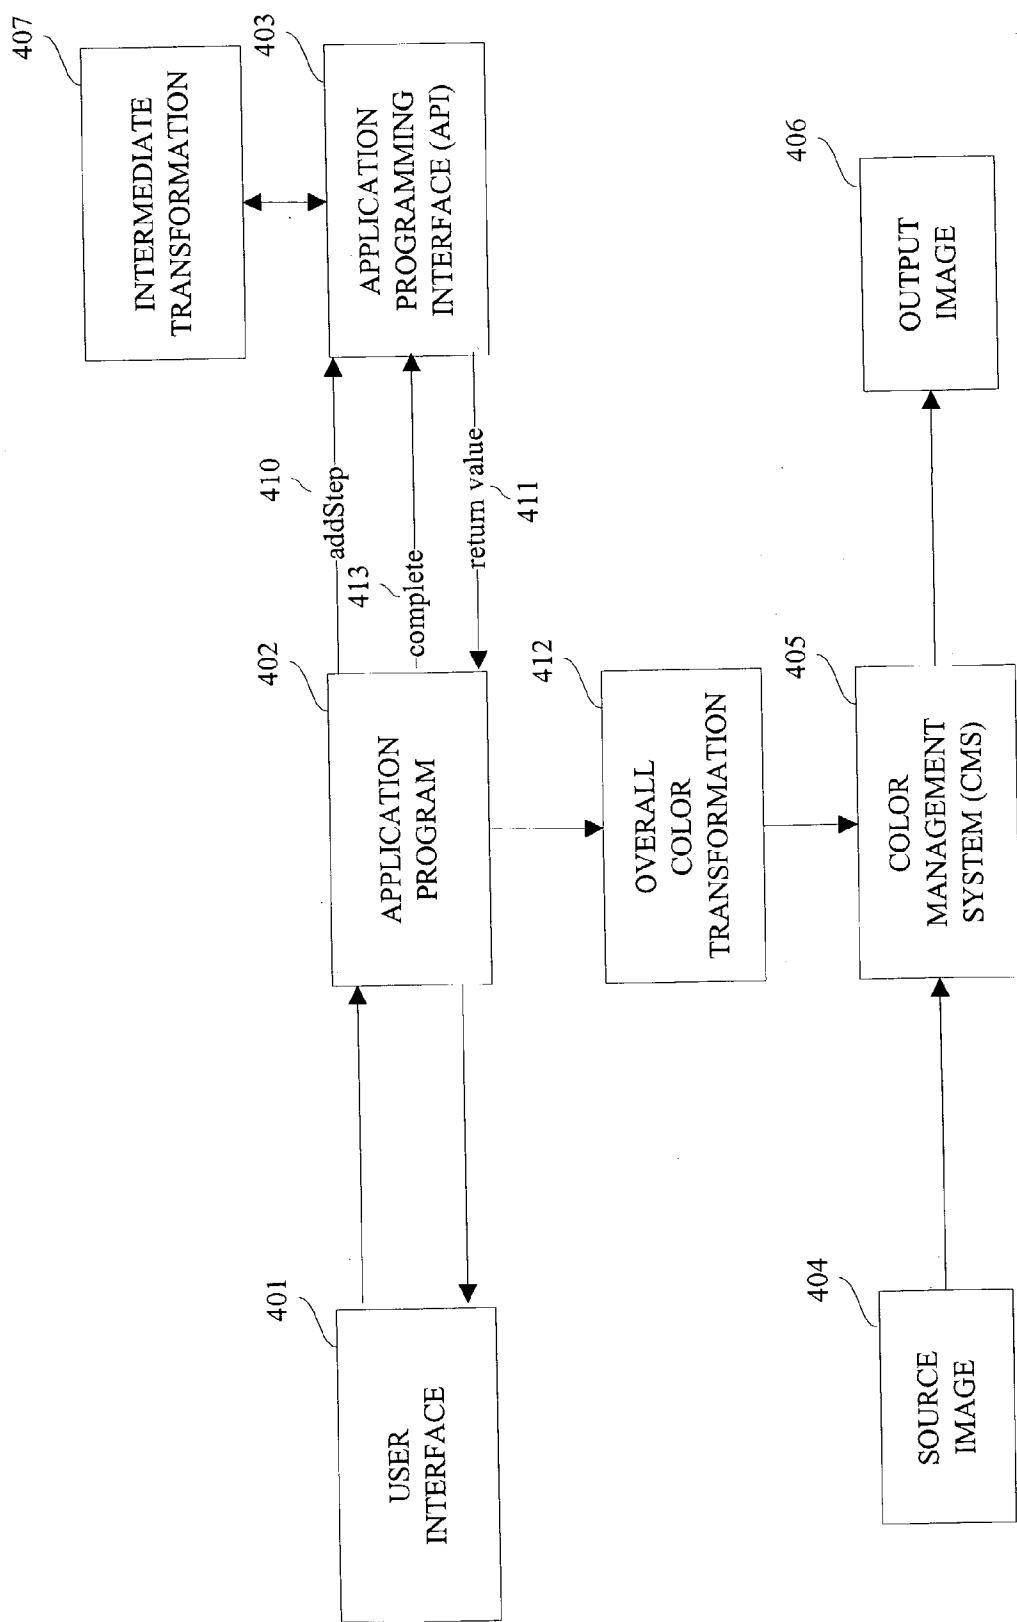 407
INTERMEDIATE
TRANSFORMATION
403
APPLICATION
PROGRAMMING
INTERFACE (API)
410
addStep
413
complete
return value
411
402
APPLICATION
PROGRAM
401
USER
INTERFACE
412
OVERALL
COLOR
TRANSFORMATION
406
OUTPUT
IMAGE
405
COLOR
MANAGEMENT
SYSTEM (CMS)
404
SOURCE
IMAGE